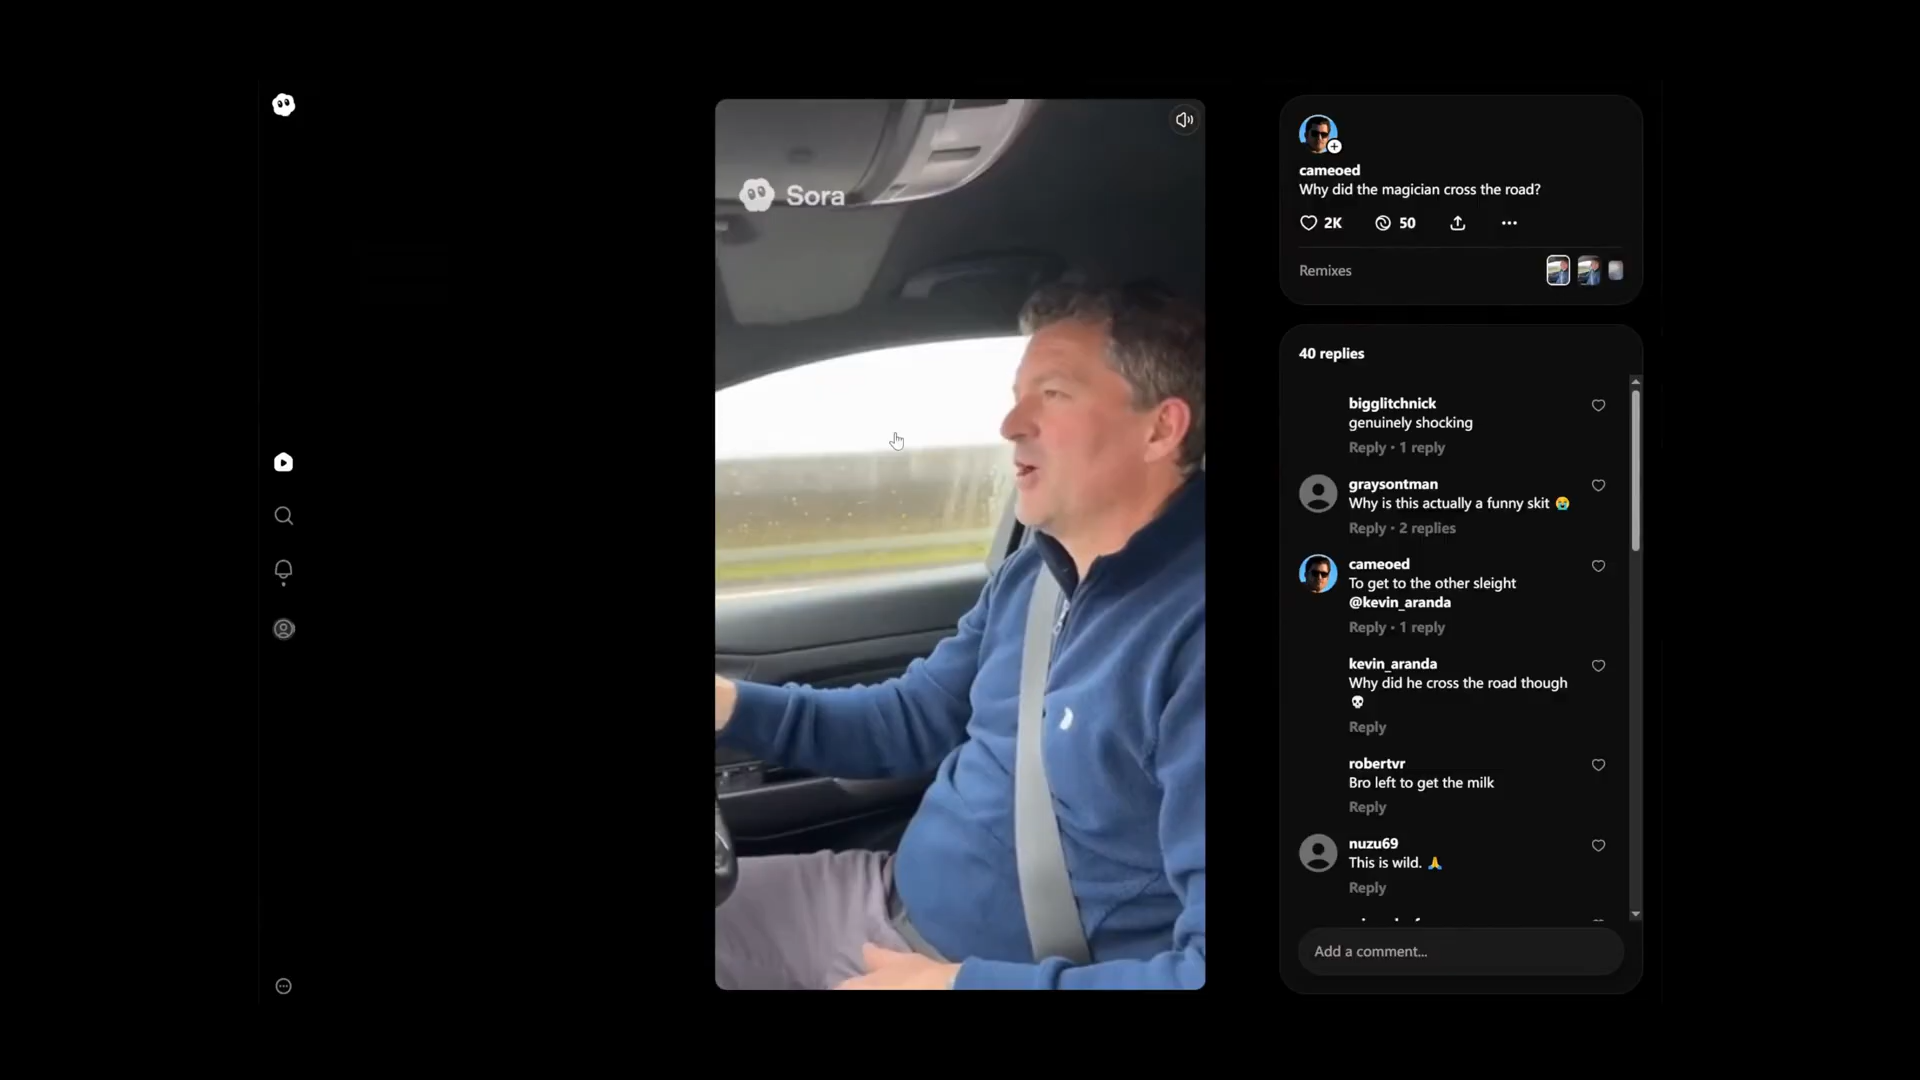 Sora
cameoed
Why did the magician cross the road?
2K
50
Remixes
40 replies
bigglitchnick
genuinely shocking
Reply • 1 reply
graysontman
Why is this actually a funny skit 😭
Reply • 2 replies
cameoed
To get to the other sleight
@kevin_aranda
Reply • 1 reply
kevin_aranda
Why did he cross the road though
💀
Reply
robertvr
Bro left to get the milk
Reply
nuzu69
This is wild. 🙏
Reply
Add a comment...